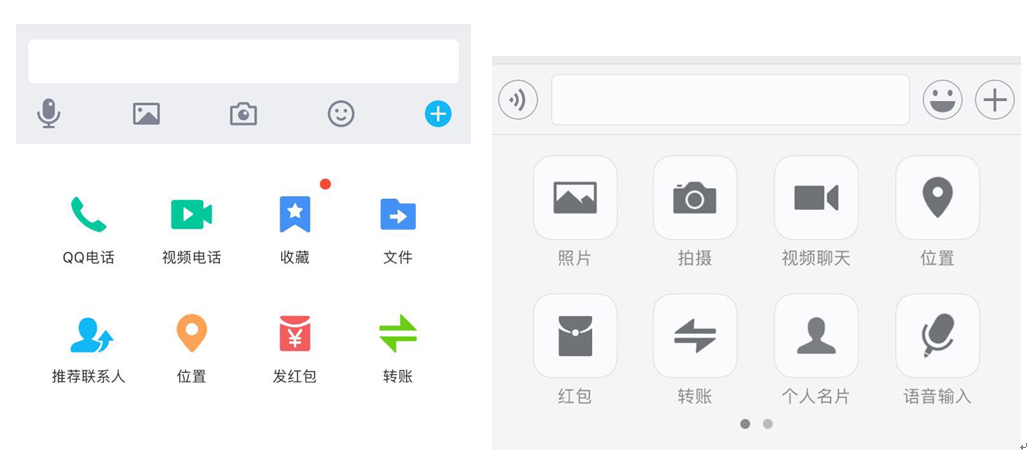 QQ电话 视频电话 收藏 文件
推荐联系人 位置 发红包 转账
照片 拍摄 视频聊天 位置
红包 转账 个人名片 语音输入